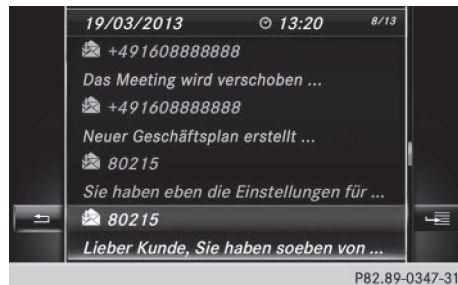 19/03/2013 13:20 8/13
+491608888888
Das Meeting wird verschoben ...
+491608888888
Neuer Geschäftsplan erstellt ...
80215
Sie haben eben die Einstellungen für ...
80215
Lieber Kunde, Sie haben soeben von ...
P82.89-0347-31